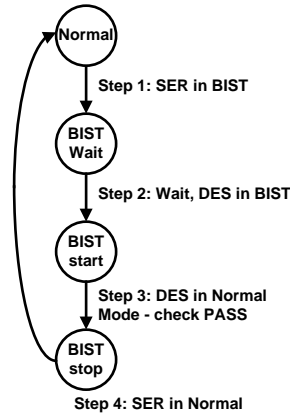 Normal
Step 1: SER in BIST
BIST
Wait
Step 2: Wait, DES in BIST
BIST
start
Step 3: DES in Normal
Mode - check PASS
BIST
stop
Step 4: SER in Normal